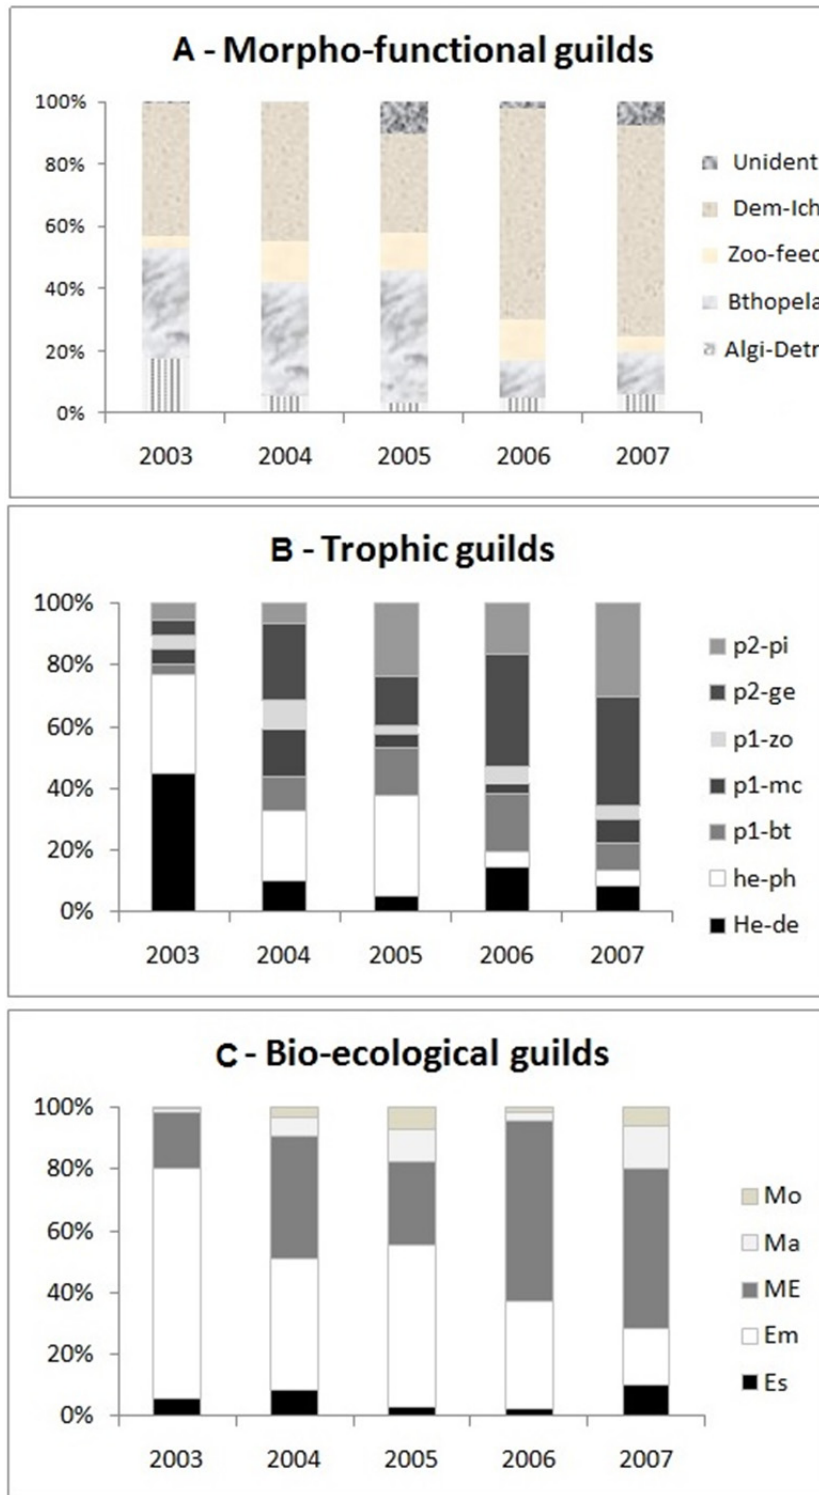 A - Morpho-functional guilds
100%
80%
60%
40%
20%
0%
2003 2004 2005 2006 2007
Unident
Dem-Ich
Zoo-feed
Bthopela
Algi-Detr
B - Trophic guilds
100%
80%
60%
40%
20%
0%
2003 2004 2005 2006 2007
p2-pi
p2-ge
p1-zo
p1-mc
p1-bt
he-ph
He-de
C - Bio-ecological guilds
100%
80%
60%
40%
20%
0%
2003 2004 2005 2006 2007
Mo
Ma
ME
Em
Es